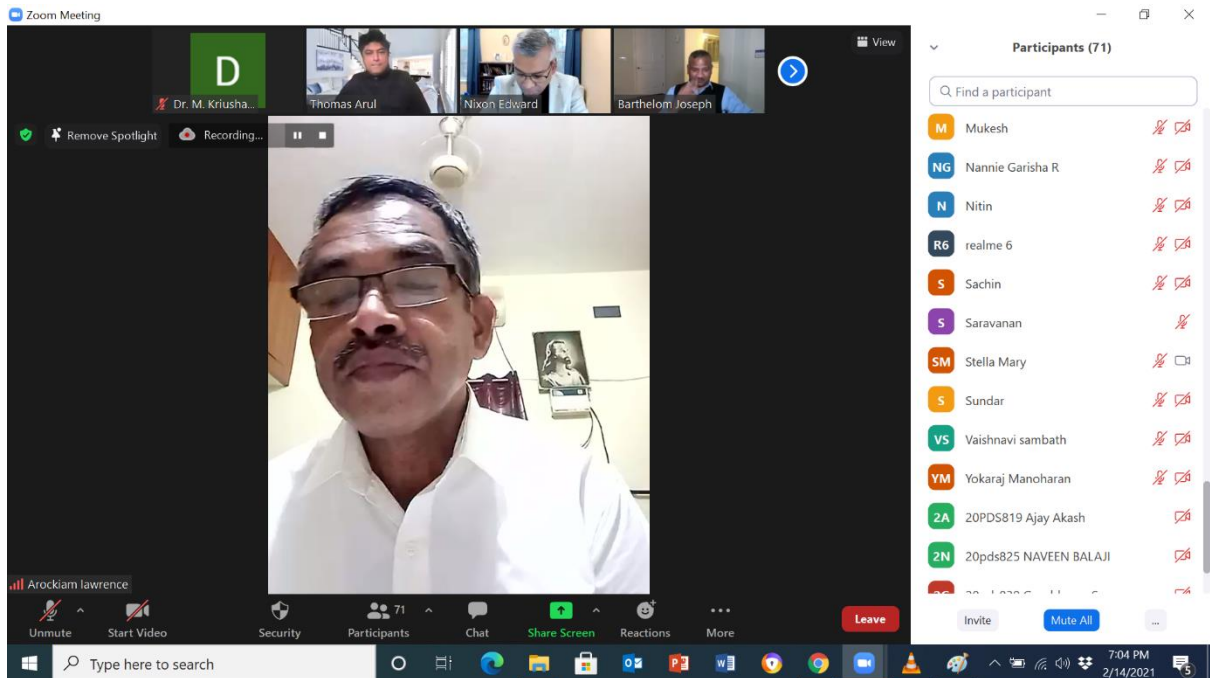 Zoom Meeting
D
Dr. M. Kriusha...
Thomas Arul
Nixon Edward
Barthelom Joseph
View
Remove Spotlight
Recording...
Arockiam lawrence
Unmute
Start Video
Security
71
Participants
Chat
Share Screen
Reactions
More
Leave
Participants (71)
Find a participant
M Mukesh
NG Nannie Garisha R
N Nitin
R6 realme 6
S Sachin
S Saravanan
SM Stella Mary
S Sundar
VS Vaishnavi sambath
YM Yokaraj Manoharan
2A 20PDS819 Ajay Akash
2N 20pds825 NAVEEN BALAJI
Invite
Mute All
...
Type here to search
7:04 PM
2/14/2021
5